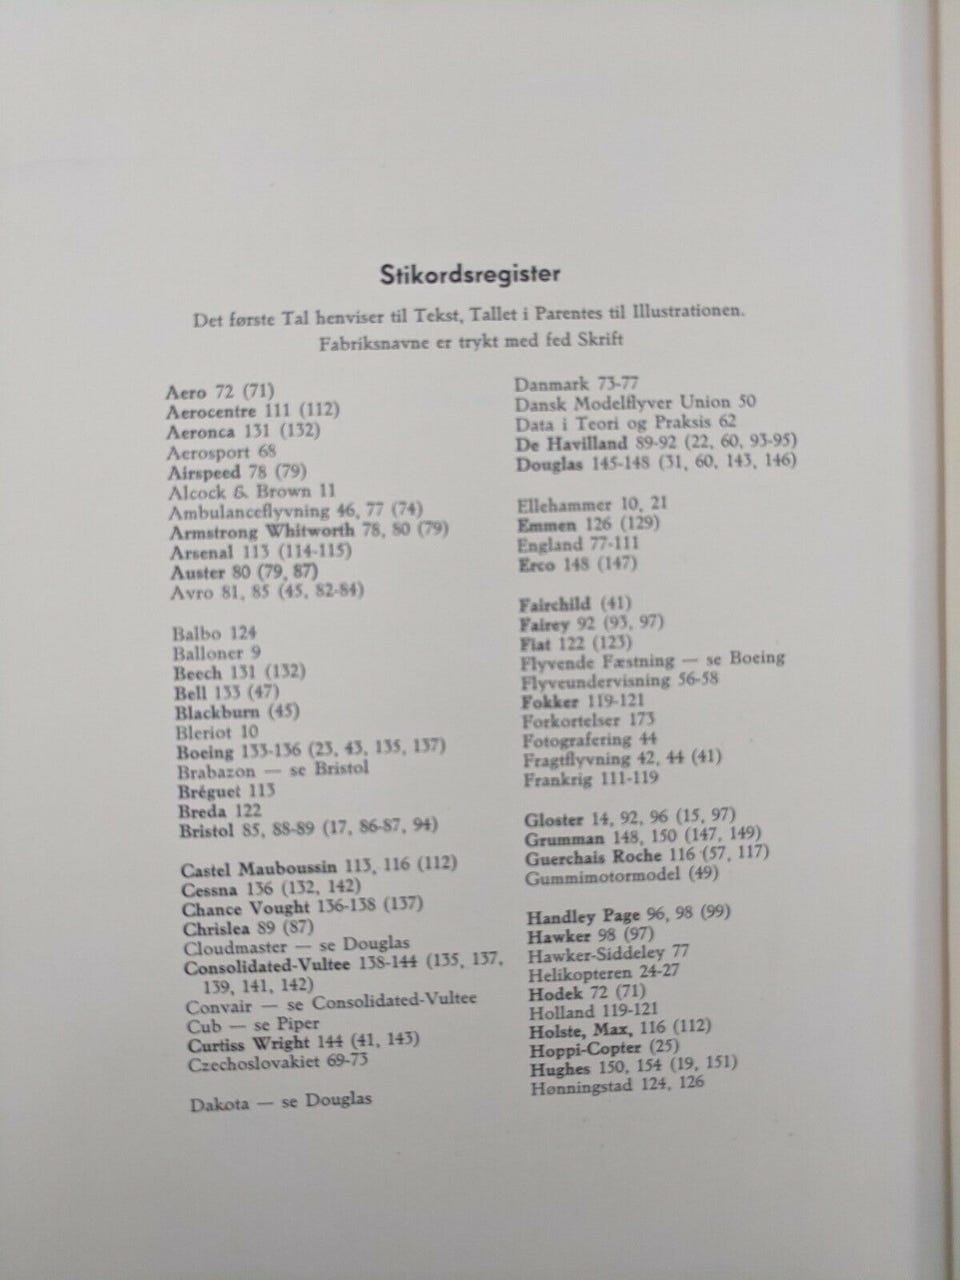 Stikordsregister
Det første Tal henviser til Tekst, Tallet i Parentes til Illustrationen.
Fabriksnavne er trykt med fed Skrift
Aero 72 (71)
Aerocentre 111 (112)
Aeronca 131 (132)
Aerosport 68
Airspeed 78 (79)
Alcock & Brown 11
Ambulanceflyvning 46, 77 (74)
Armstrong Whitworth 78, 80 (79)
Arsenal 113 (114-115)
Auster 80 (79, 87)
Avro 81, 85 (45, 82-84)
Balbo 124
Balloner 9
Beech 131 (132)
Bell 133 (47)
Blackburn (45)
Bleriot 10
Boeing 133-136 (23, 43, 135, 137)
Brabazon — se Bristol
Bréguet 113
Breda 122
Bristol 85, 88-89 (17, 86-87, 94)
Castel Mauboussin 113, 116 (112)
Cessna 136 (132, 142)
Chance Vought 136-138 (137)
Chrislea 89 (87)
Cloudmaster — se Douglas
Consolidated-Vultee 138-144 (135, 137,
139, 141, 142)
Convair — se Consolidated-Vultee
Cub — se Piper
Curtiss Wright 144 (41, 143)
Czechoslovakiet 69-73
Dakota — se Douglas
Danmark 73-77
Dansk Modelflyver Union 50
Data i Teori og Praksis 62
De Havilland 89-92 (22, 60, 93-95)
Douglas 145-148 (31, 60, 143, 146)
Ellehammer 10, 21
Emmen 126 (129)
England 77-111
Erco 148 (147)
Fairchild (41)
Fairey 92 (93, 97)
Fiat 122 (123)
Flyvende Fæstning — se Boeing
Flyveundervisning 56-58
Fokker 119-121
Forkortelser 173
Fotografering 44
Fragtflyvning 42, 44 (41)
Frankrig 111-119
Gloster 14, 92, 96 (15, 97)
Grumman 148, 150 (147, 149)
Guerchais Roche 116 (57, 117)
Gummimotormodel (49)
Handley Page 96, 98 (99)
Hawker 98 (97)
Hawker-Siddeley 77
Helikopteren 24-27
Hodek 72 (71)
Holland 119-121
Holste, Max, 116 (112)
Hoppi-Copter (25)
Hughes 150, 154 (19, 151)
Hønningstad 124, 126